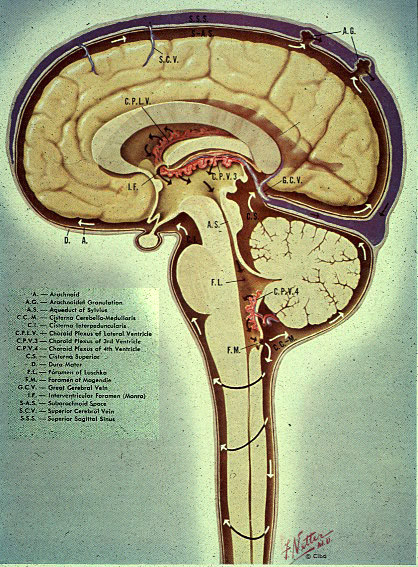 S.S.S.
S-A-S.
A.G.
S.C.V.
C.P.L.V.
I.F.
C.P.V.3
G.C.V.
C.S.
A.S.
D. A.
C.I.
F.L.
C.P.V.4
F.M.
C.C-M.
A. — Arachnoid
A.G. — Arachnoidal Granulation
A.S. — Aqueduct of Sylvius
C-C-M. — Cisterna Cerebello-Medullaris
C.I. — Cisterna Interpeduncularis
C.P.L.V. — Choroid Plexus of Lateral Ventricle
C.P.V.3 — Choroid Plexus of 3rd Ventricle
C.P.V.4 — Choroid Plexus of 4th Ventricle
C.S. — Cisterna Superior
D. — Dura Mater
F.L. — Foramen of Luschka
F.M. — Foramen of Magendie
G.C.V. — Great Cerebral Vein
I.F. — Interventricular Foramen (Monro)
S-A-S. — Subarachnoid Space
S.C.V. — Superior Cerebral Vein
S-S-S. — Superior Sagittal Sinus
F. Netter
M.D.
© Ciba